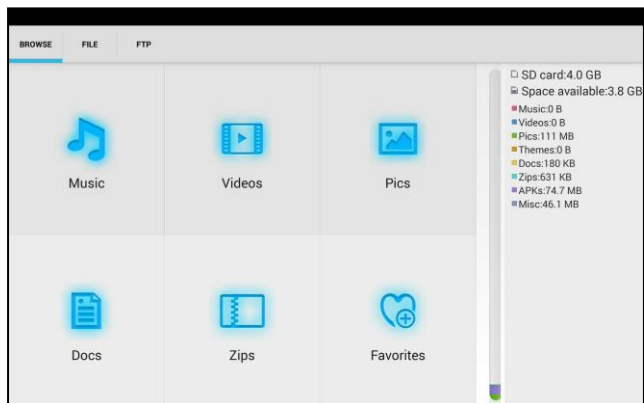 BROWSE FILE FTP
Music
Videos
Pics
Docs
Zips
Favorites
SD card:4.0 GB
Space available:3.8 GB
Music:0 B
Videos:0 B
Pics:111 MB
Themes:0 B
Docs:180 KB
Zips:631 KB
APKs:74.7 MB
Misc:46.1 MB